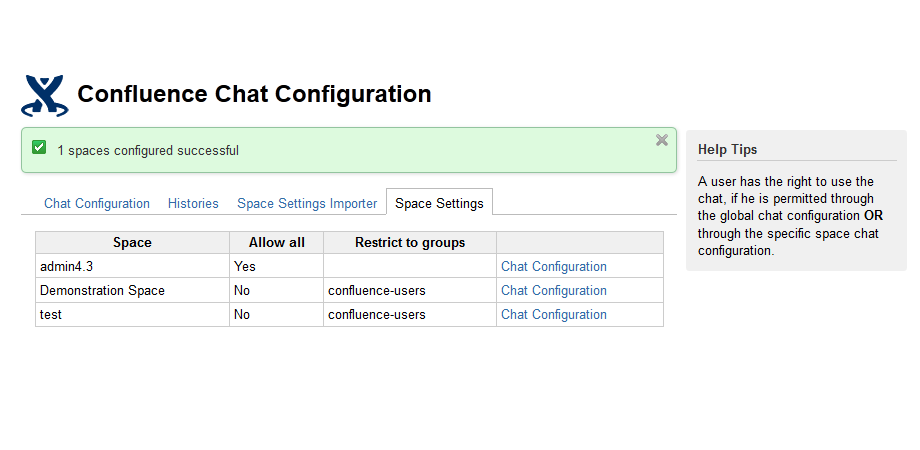 Confluence Chat Configuration
1 spaces configured successful
Help Tips
A user has the right to use the
chat, if he is permitted through
the global chat configuration OR
through the specific space chat
configuration.
Chat Configuration Histories Space Settings Importer Space Settings
Space Allow all Restrict to groups
admin4.3 Yes Chat Configuration
Demonstration Space No confluence-users Chat Configuration
test No confluence-users Chat Configuration